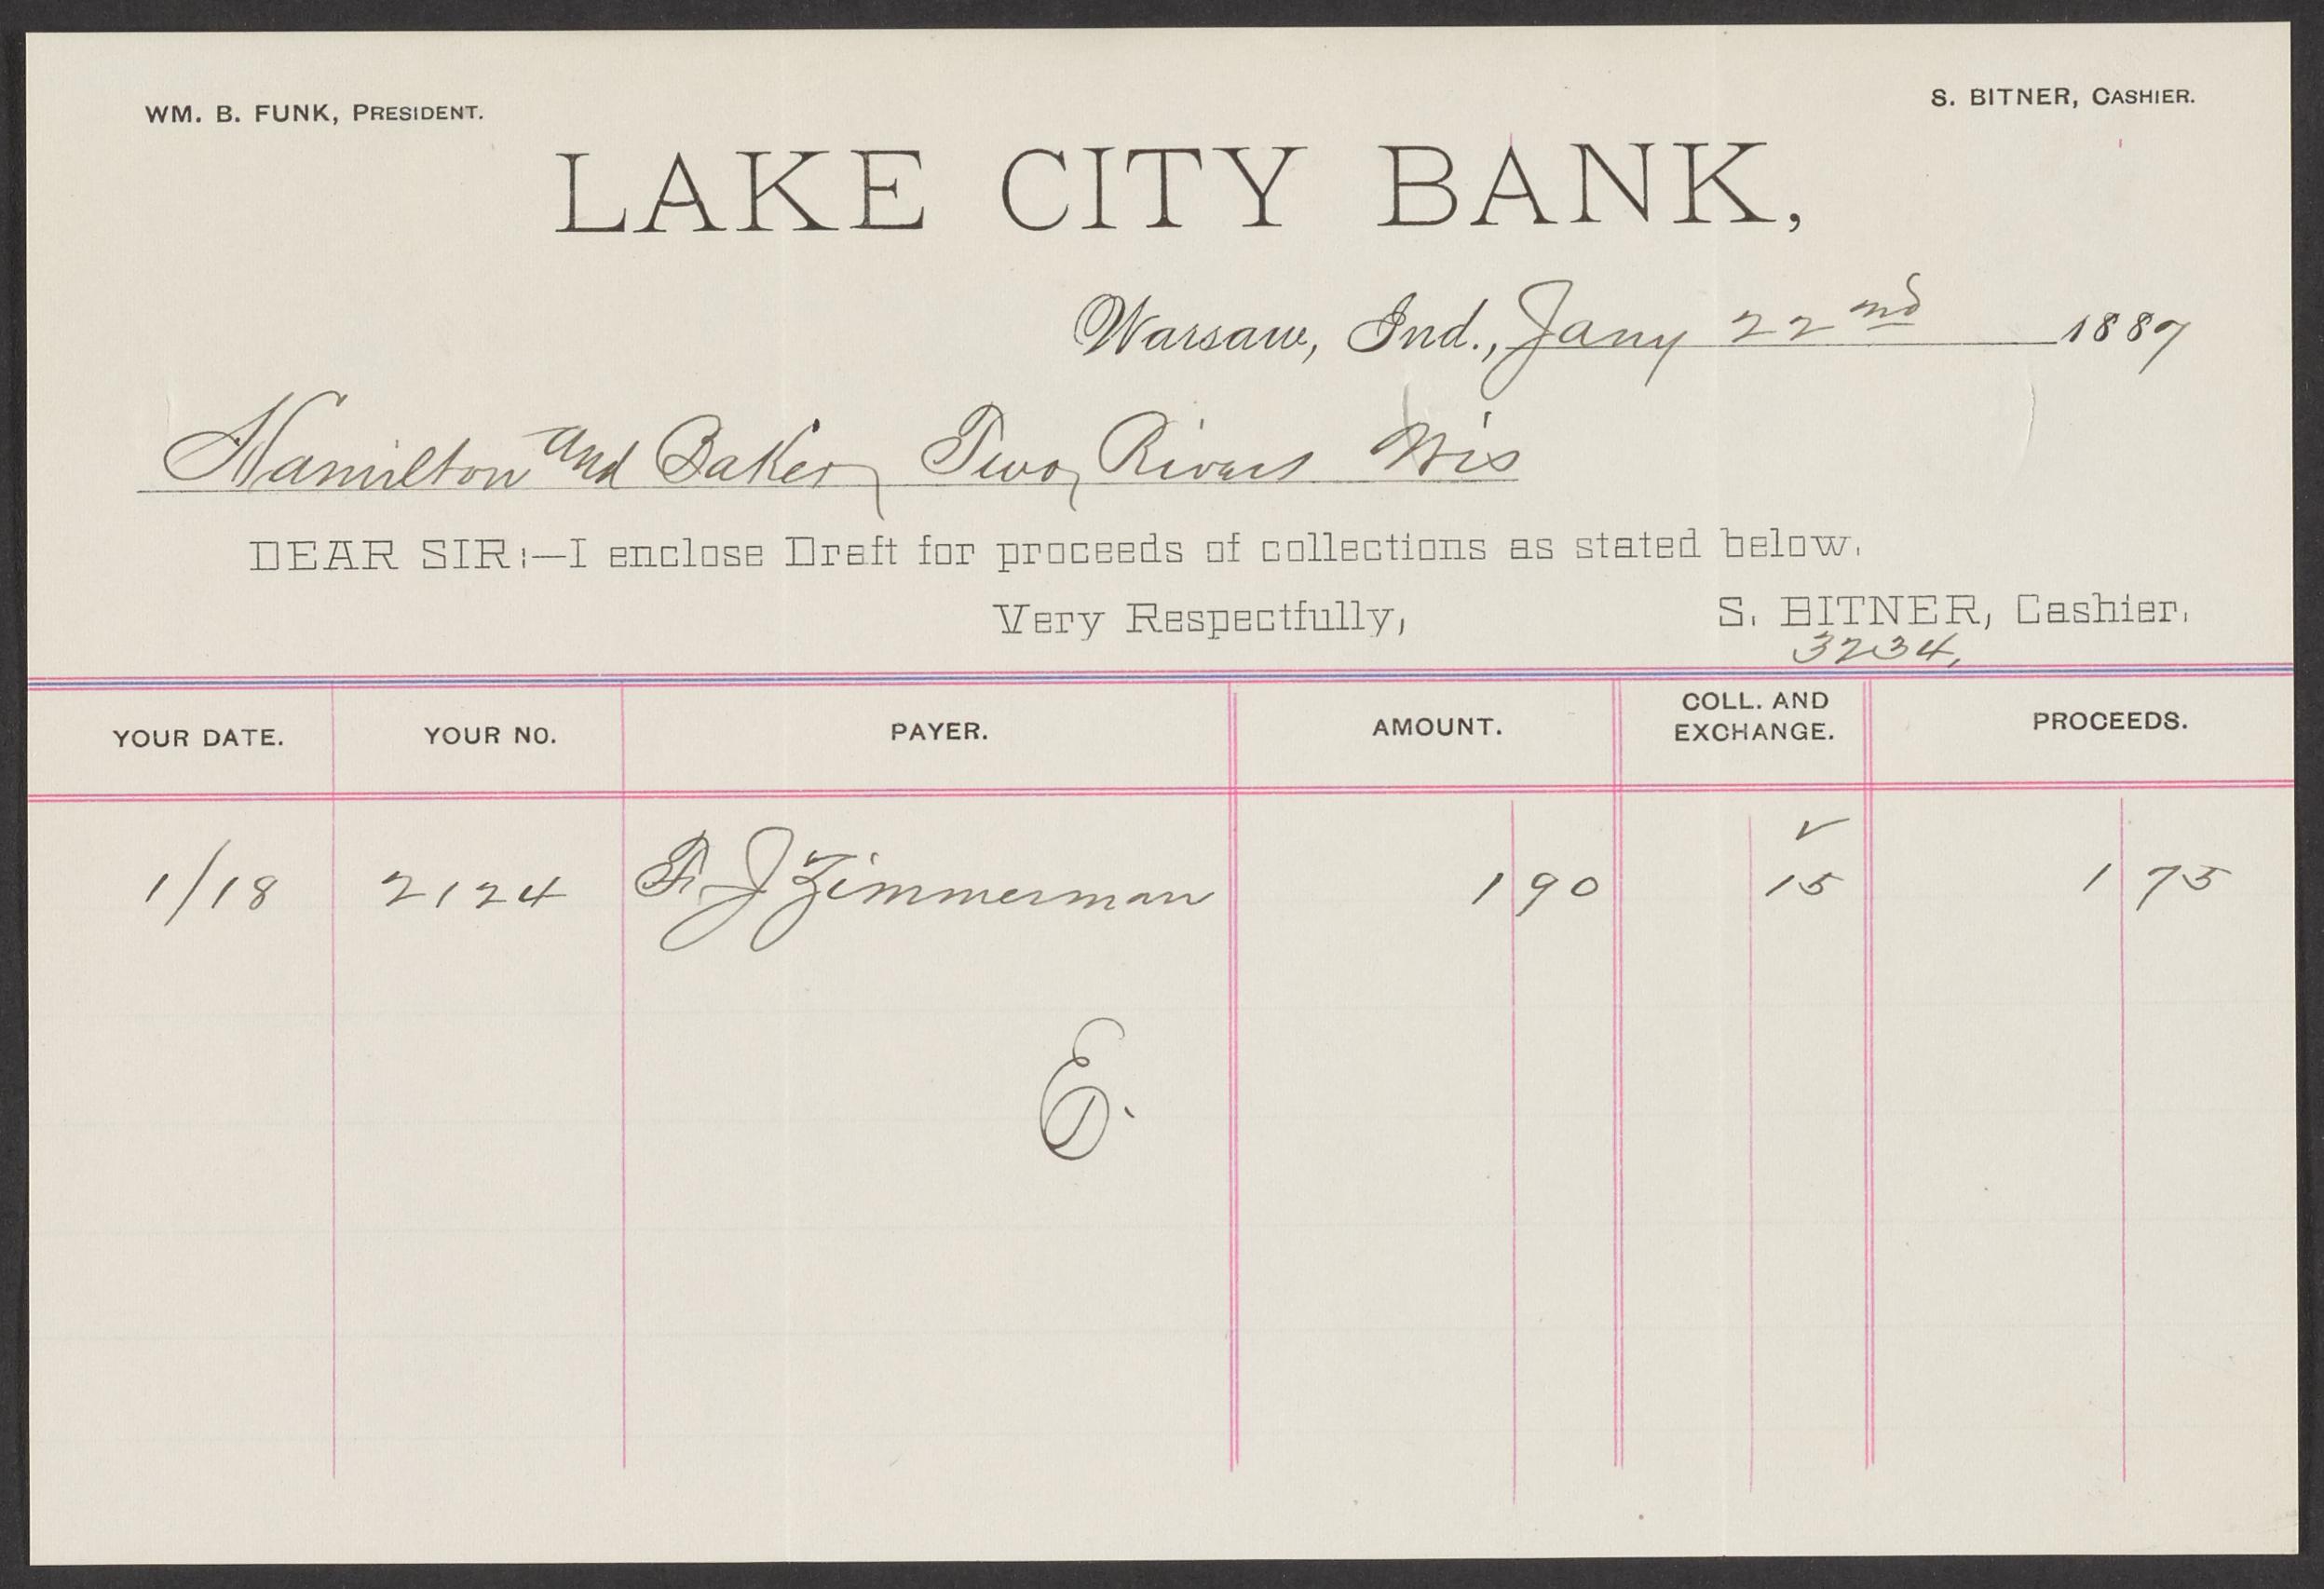 WM. B. FUNK, PRESIDENT.
S. BITNER, CASHIER.
LAKE CITY BANK,
Warsaw, Ind., Jany 22nd 1887
Hamilton and Baker, Two Rivers Wis
DEAR SIR:—I enclose Draft for proceeds of collections as stated below.
Very Respectfully, S. BITNER, Cashier.
3234.
YOUR DATE. YOUR NO. PAYER. AMOUNT. COLL. AND EXCHANGE. PROCEEDS.
1/18 2124 J Zimmerman 1 90 15 1 75